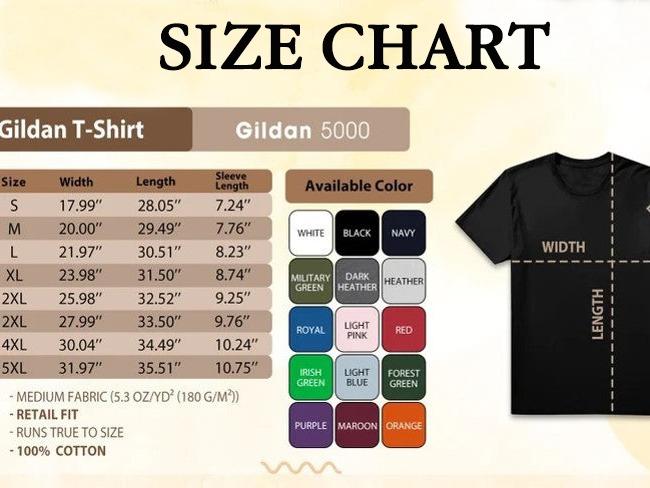 SIZE CHART
Gildan T-Shirt
Gildan 5000
Size Width Length Sleeve Length
S 17.99″ 28.05″ 7.24″
M 20.00″ 29.49″ 7.76″
L 21.97″ 30.51″ 8.23″
XL 23.98″ 31.50″ 8.74″
2XL 25.98″ 32.52″ 9.25″
2XL 27.99″ 33.50″ 9.76″
4XL 30.04″ 34.49″ 10.24″
5XL 31.97″ 35.51″ 10.75″
- MEDIUM FABRIC (5.3 OZ/YD² (180 G/M²))
- RETAIL FIT
- RUNS TRUE TO SIZE
- 100% COTTON
Available Color
WHITE BLACK NAVY
MILITARY GREEN DARK HEATHER HEATHER
ROYAL LIGHT PINK RED
IRISH GREEN LIGHT BLUE FOREST GREEN
PURPLE MAROON ORANGE
WIDTH
LENGTH